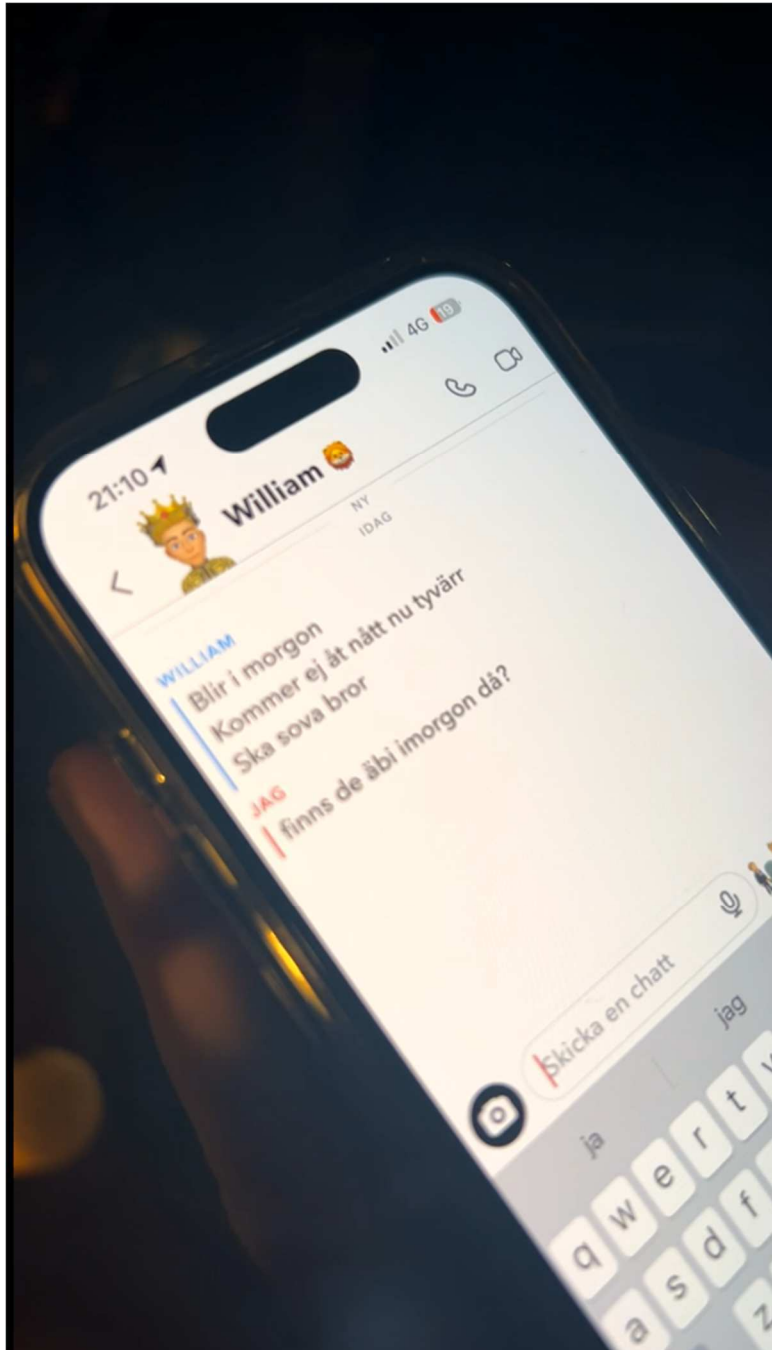 21:10
4G 19
William
NY
IDAG
WILLIAM
Blir i morgon
Kommer ej åt nått nu tyvärr
Ska sova bror
JAG
finns de äbi imorgon då?
Skicka en chatt
ja jag
q w e r t
a s d f
z